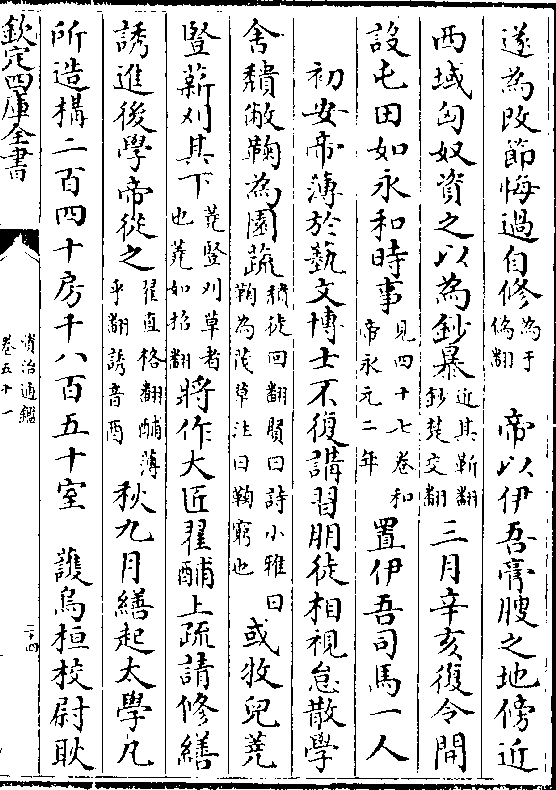 遂為改節悔過自修為于偽翻　帝以伊吾膏腴之地傍近
西域匈奴資之以為鈔暴近其靳翻鈔楚交翻三月辛亥復令開
設屯田如永和時事見四十七卷和帝永元二年置伊吾司馬一人
初安帝薄於藝文博士不復講習朋徒相視怠散學
舍穨敝鞠為園蔬穨徒回翻賢曰詩小雅曰鞠為茂草注曰鞠窮也或牧兒蕘
豎薪刈其下蕘豎刈草者也蕘如招翻將作大匠翟酺上疏請修繕
誘進後學帝從之翟直格翻酺薄乎翻誘音酉秋九月繕起太學凡
所造構二百四十房千八百五十室　護烏桓校尉耿
欽定四庫全書
資治通鑑
卷五十一
二十四